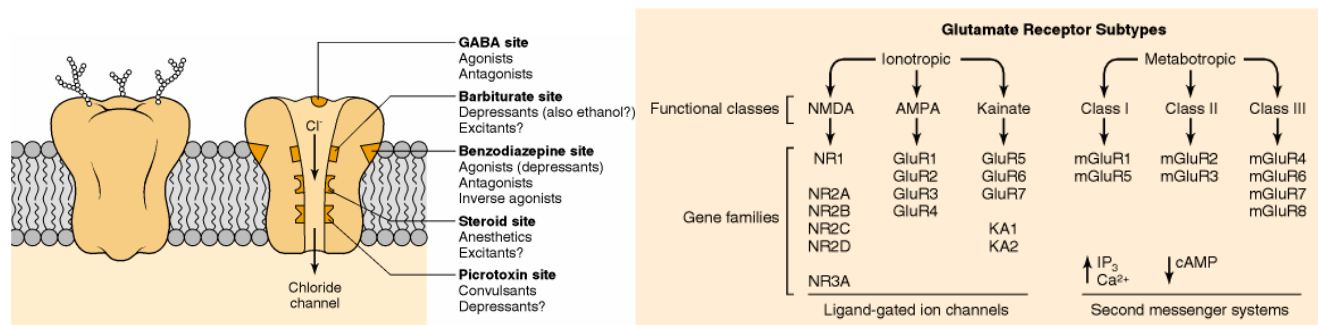 GABA site
Agonists
Antagonists
Barbiturate site
Depressants (also ethanol?)
Excitants?
Cl⁻
Benzodiazepine site
Agonists (depressants)
Antagonists
Inverse agonists
Steroid site
Anesthetics
Excitants?
Picrotoxin site
Convulsants
Depressants?
Chloride
channel
Glutamate Receptor Subtypes
Ionotropic
Metabotropic
Functional classes
NMDA
AMPA
Kainate
Class I
Class II
Class III
Gene families
NR1
NR2A
NR2B
NR2C
NR2D
NR3A
GluR1
GluR2
GluR3
GluR4
GluR5
GluR6
GluR7
KA1
KA2
mGluR1
mGluR5
mGluR2
mGluR3
mGluR4
mGluR6
mGluR7
mGluR8
IP₃
Ca²⁺
cAMP
Ligand-gated ion channels
Second messenger systems